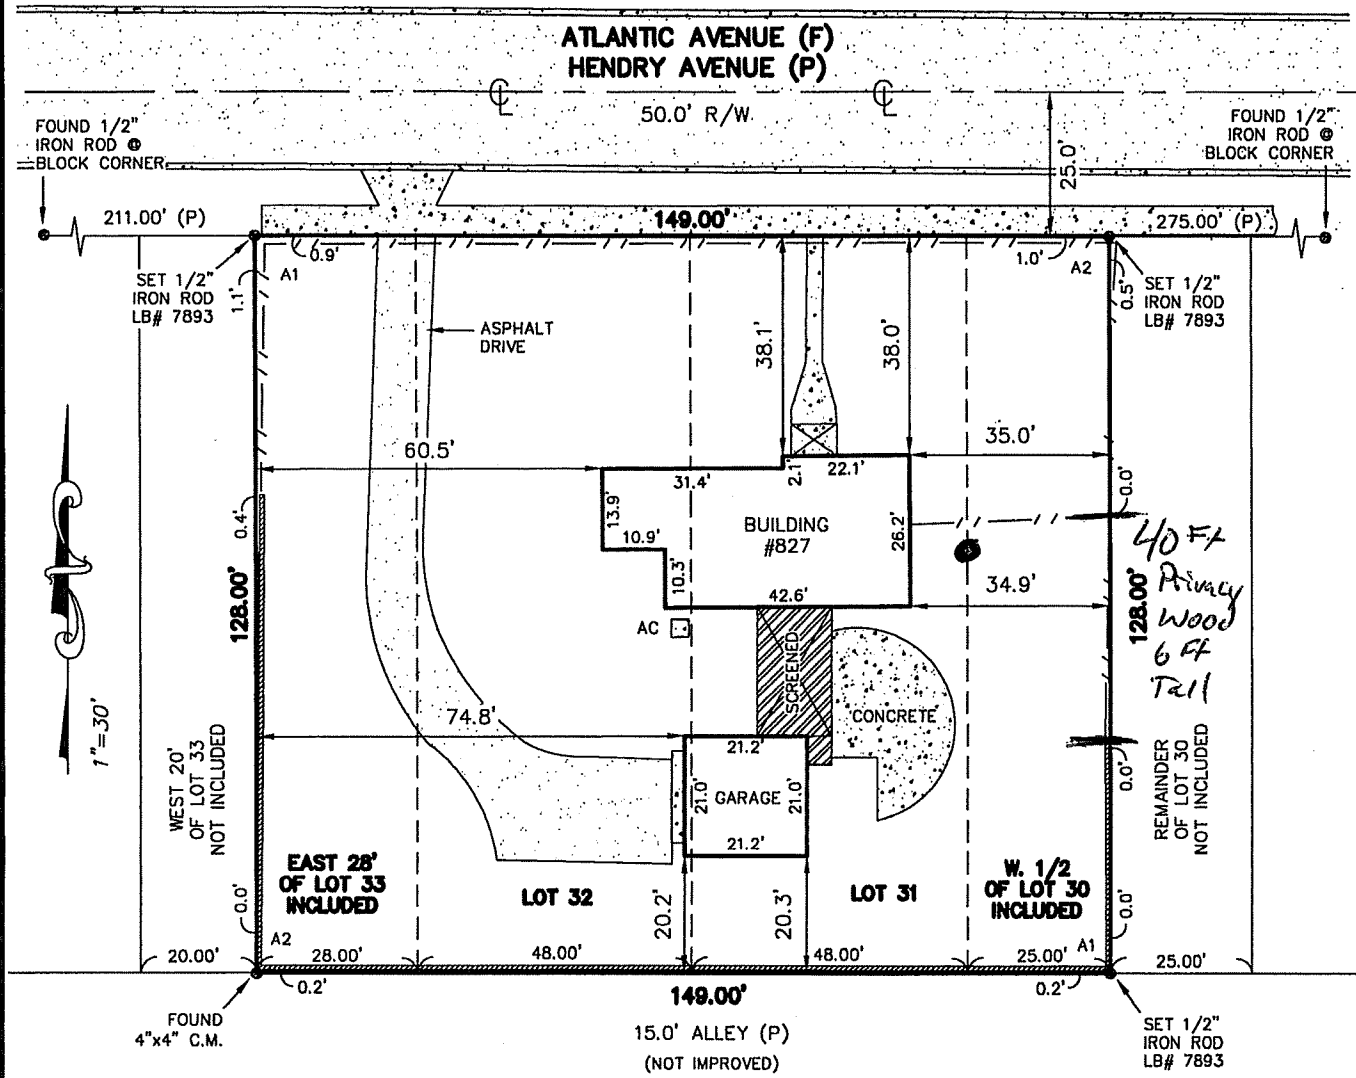 ATLANTIC AVENUE (F)
HENDRY AVENUE (P)
50.0' R/W
FOUND 1/2"
IRON ROD @
BLOCK CORNER
FOUND 1/2"
IRON ROD @
BLOCK CORNER
25.0'
211.00' (P)
149.00'
275.00' (P)
0.9'
1.0'
A1
A2
SET 1/2"
IRON ROD
LB# 7893
1.1'
0.5'
SET 1/2"
IRON ROD
LB# 7893
ASPHALT
DRIVE
38.1'
38.0'
60.5'
35.0'
31.4'
2.1'
22.1'
0.4'
13.9'
10.9'
BUILDING
#827
26.2'
0.0'
40 Ft
Privacy
Wood
6 Ft
Tall
128.00'
10.3'
42.6'
34.9'
128.00'
AC
SCREENED
CONCRETE
1"=30'
74.8'
21.2'
WEST 20'
OF LOT 33
NOT INCLUDED
21.0'
GARAGE
21.0'
21.2'
0.0'
REMAINDER
OF LOT 30
NOT INCLUDED
EAST 28'
OF LOT 33
INCLUDED
LOT 32
LOT 31
W. 1/2
OF LOT 30
INCLUDED
20.2'
20.3'
0.0'
0.0'
A2
A1
20.00'
28.00'
48.00'
48.00'
25.00'
25.00'
0.2'
149.00'
0.2'
FOUND
4"x4" C.M.
15.0' ALLEY (P)
(NOT IMPROVED)
SET 1/2"
IRON ROD
LB# 7893